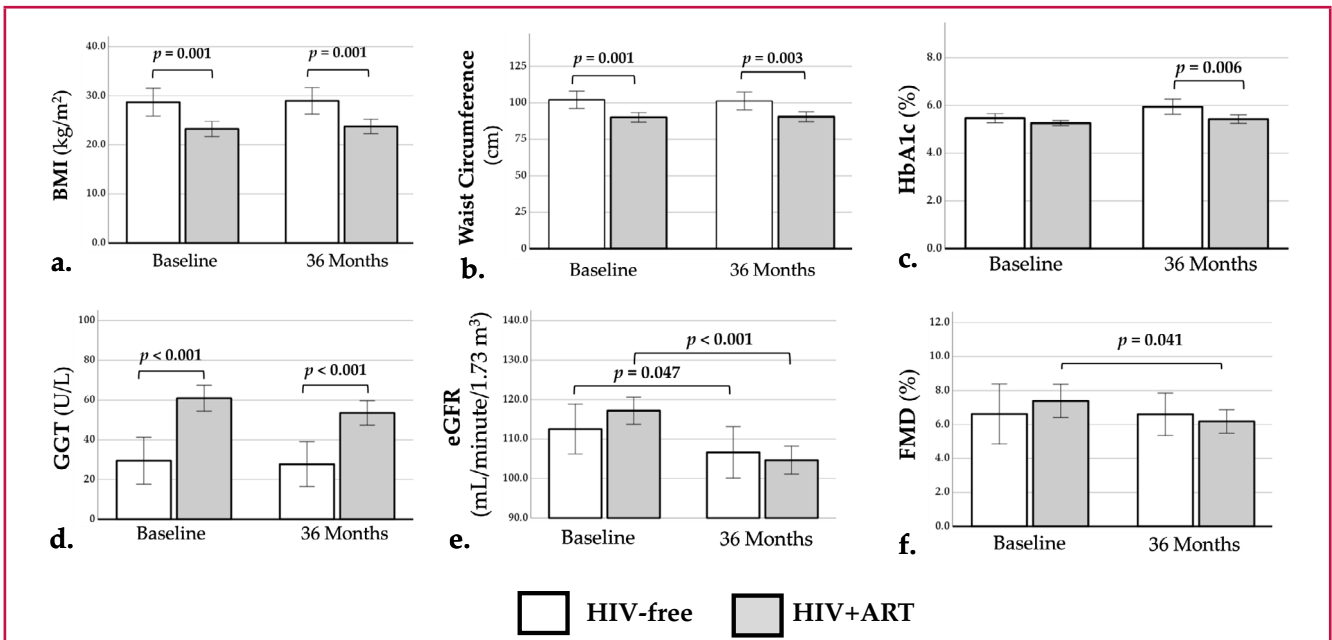 BMI (kg/m²)
40.0
30.0
20.0
10.0
0.0
p = 0.001
p = 0.001
Baseline
36 Months
a.
Waist Circumference
(cm)
125
100
75
50
25
0
p = 0.001
p = 0.003
Baseline
36 Months
b.
HbA1c (%)
8.0
6.0
4.0
2.0
0.0
p = 0.006
Baseline
36 Months
c.
GGT (U/L)
100
80
60
40
20
0
p < 0.001
p < 0.001
Baseline
36 Months
d.
eGFR
(mL/minute/1.73 m³)
140.0
130.0
120.0
110.0
100.0
90.0
p < 0.001
p = 0.047
Baseline
36 Months
e.
FMD (%)
12.0
10.0
8.0
6.0
4.0
2.0
0.0
p = 0.041
Baseline
36 Months
f.
HIV-free
HIV+ART